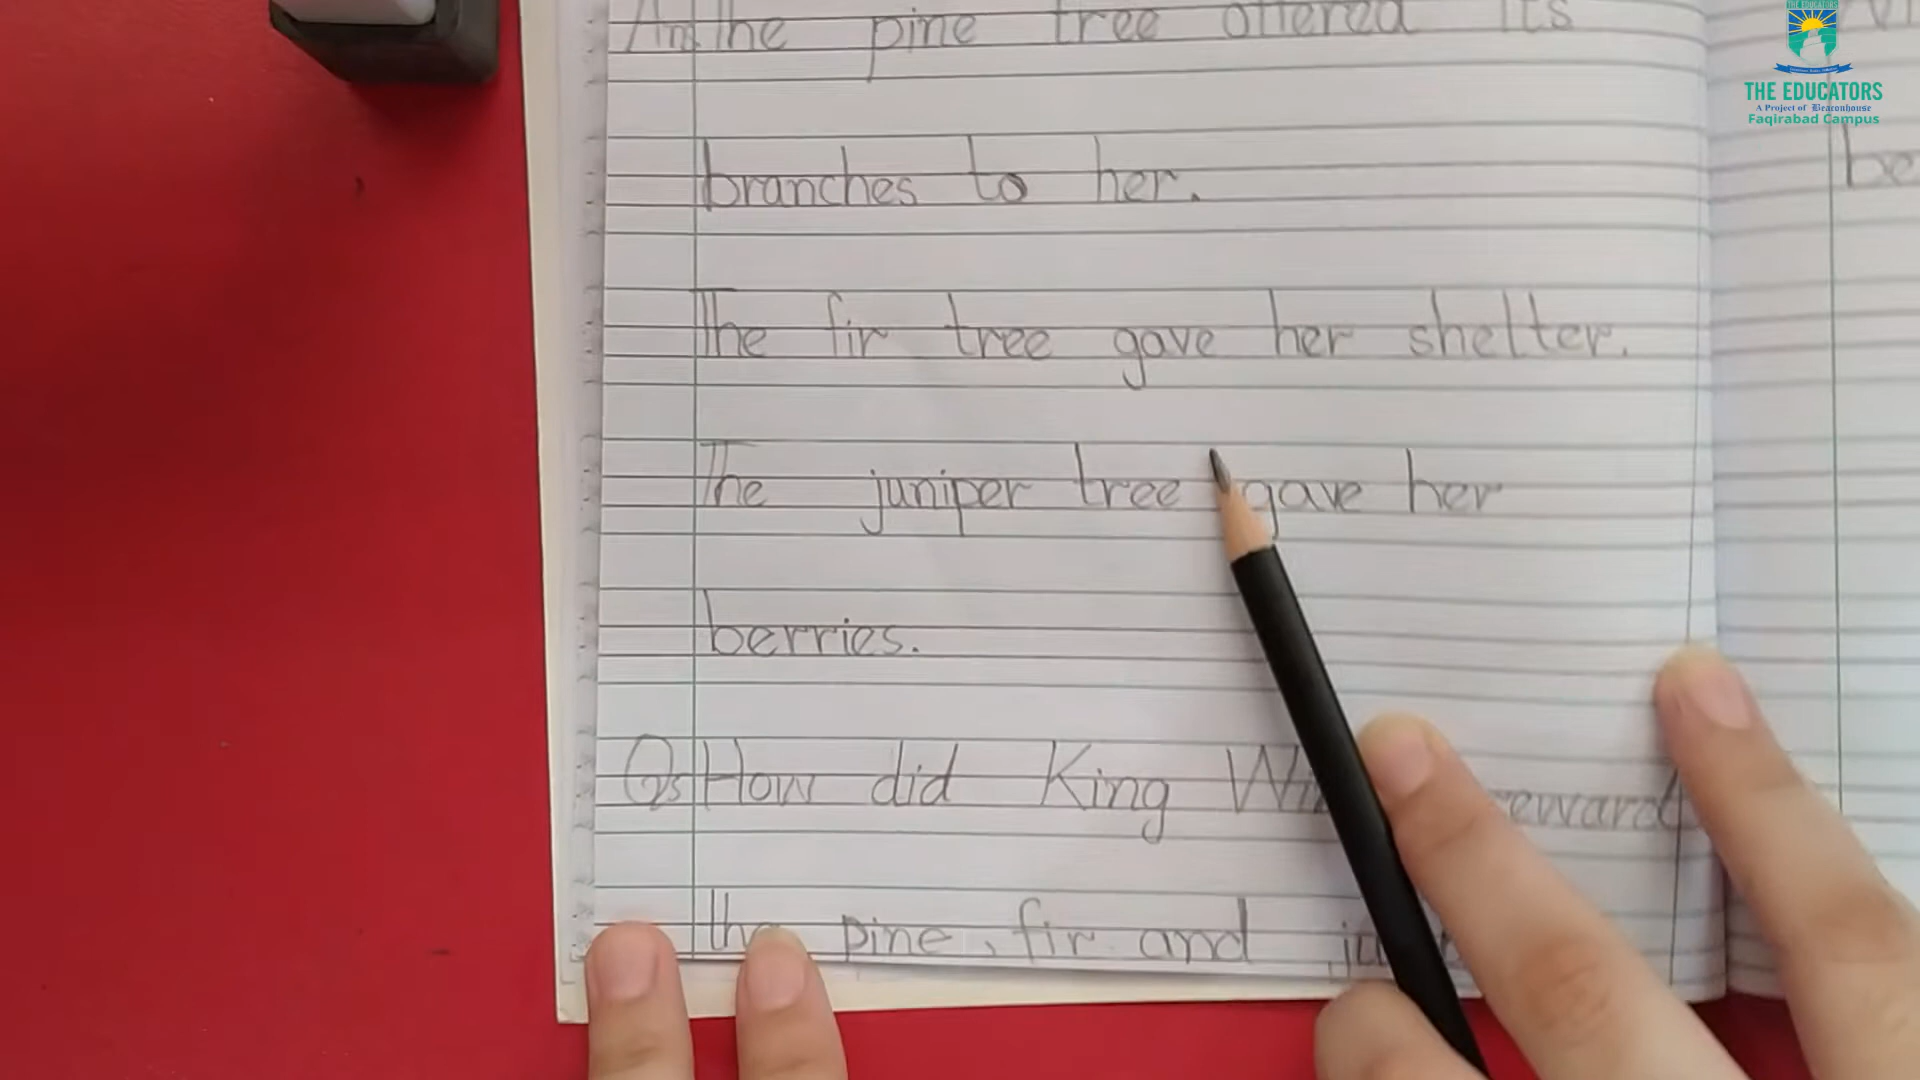 Ans The pine tree offered its
branches to her.
The fir tree gave her shelter.
The juniper tree gave her
berries.
Q5 How did King reward
the pine, fir and
be
THE EDUCATORS
A Project of Beaconhouse
Faqirabad Campus